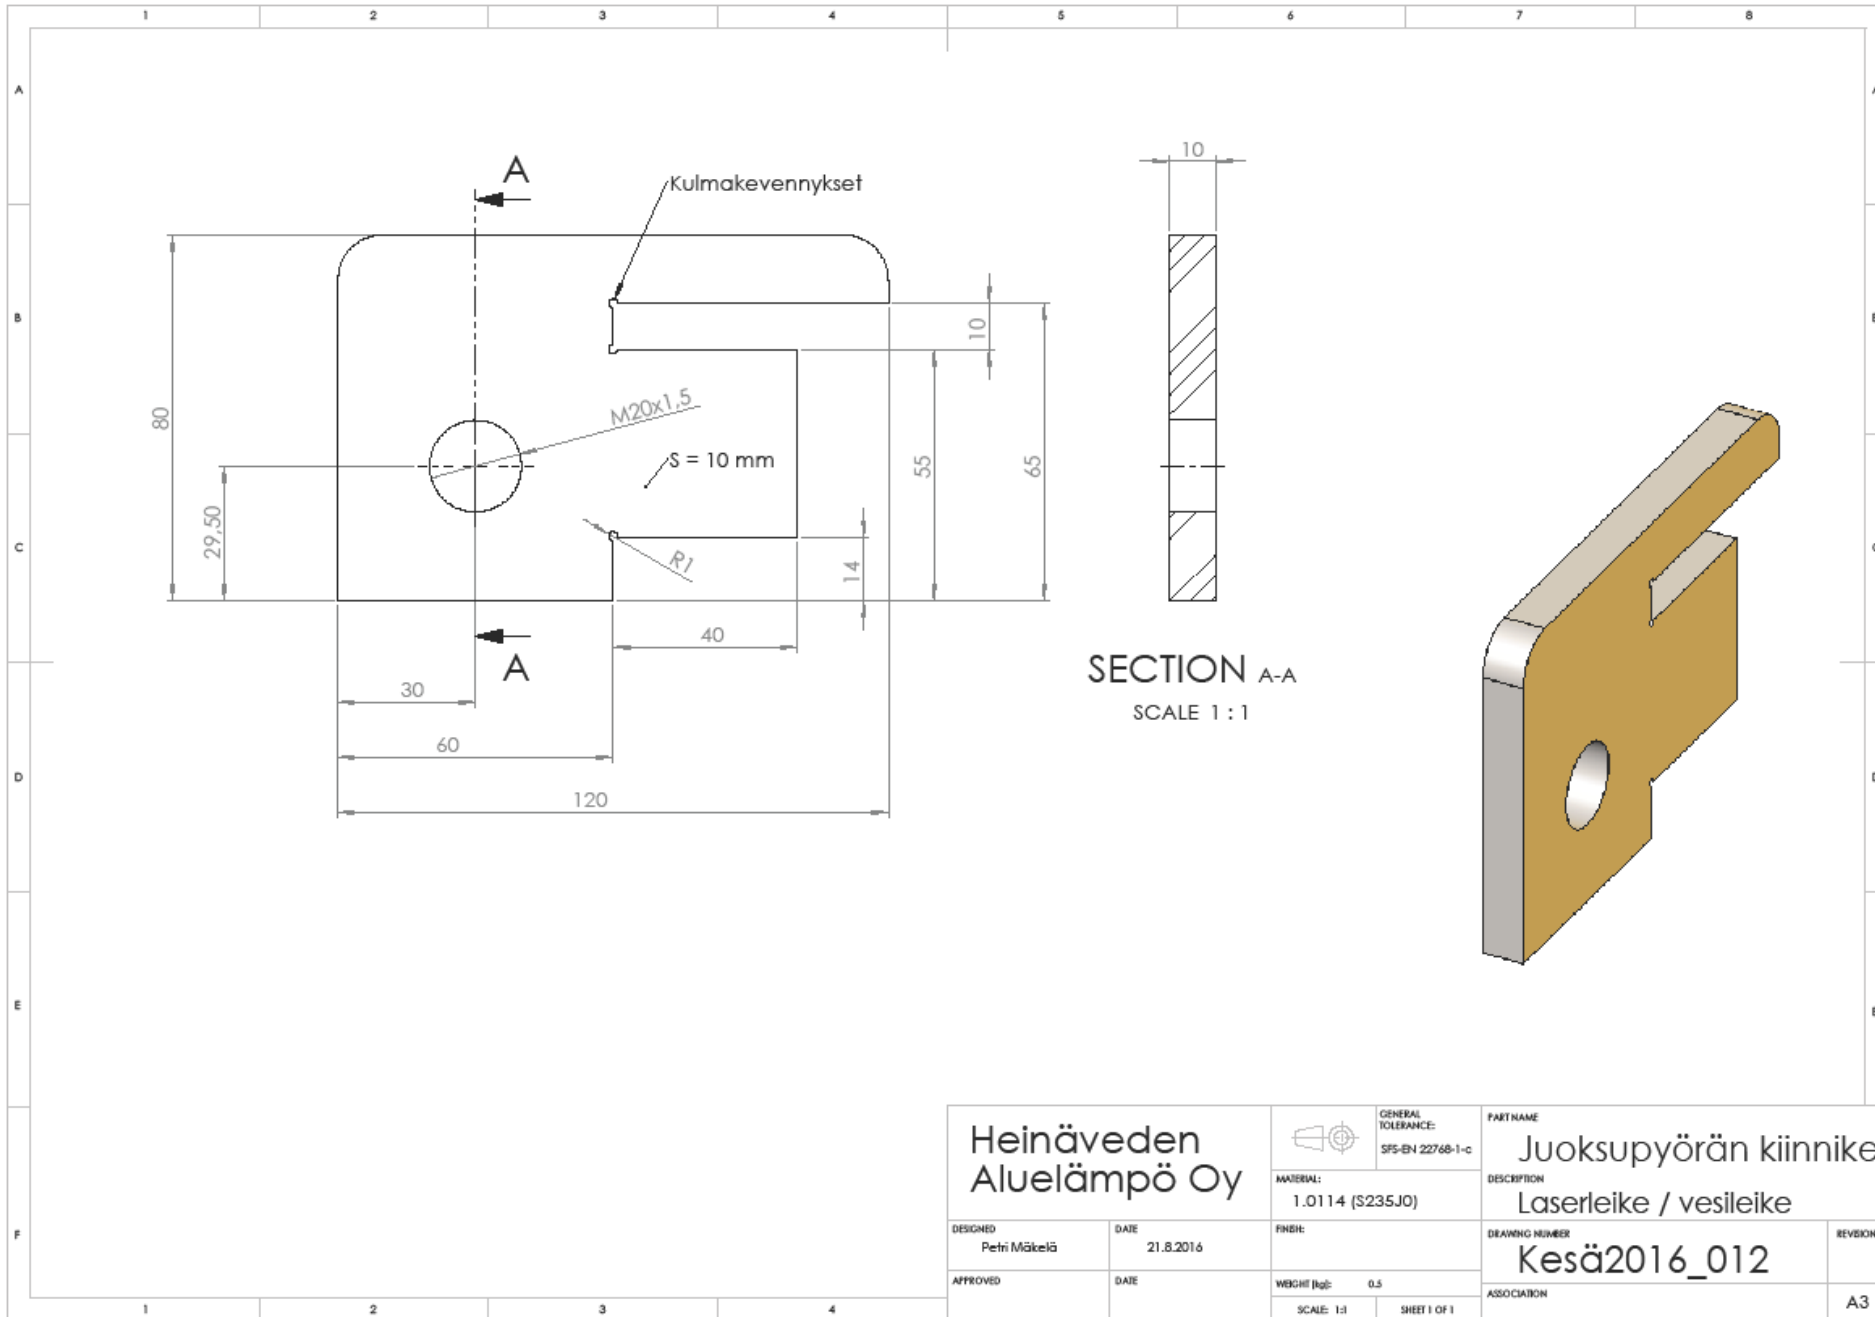 1 2 3 4 5 6 7 8
A
B
C
D
E
F
A
A
Kulmakevennykset
M20x1,5
S = 10 mm
R1
80
29,50
30
60
120
40
14
55
65
10
10
SECTION A-A
SCALE 1 : 1
Heinäveden
Aluelämpö Oy
GENERAL
TOLERANCE:
SFS-EN 22768-1-c
MATERIAL:
1.0114 (S235J0)
PART NAME
Juoksupyörän kiinnike
DESCRIPTION
Laserleike / vesileike
DESIGNED
Petri Mäkelä
DATE
21.8.2016
FINISH:
DRAWING NUMBER
Kesä2016_012
REVISION
APPROVED
DATE
WEIGHT [kg]: 0.5
SCALE: 1:1
SHEET 1 OF 1
ASSOCIATION
A3
1 2 3 4